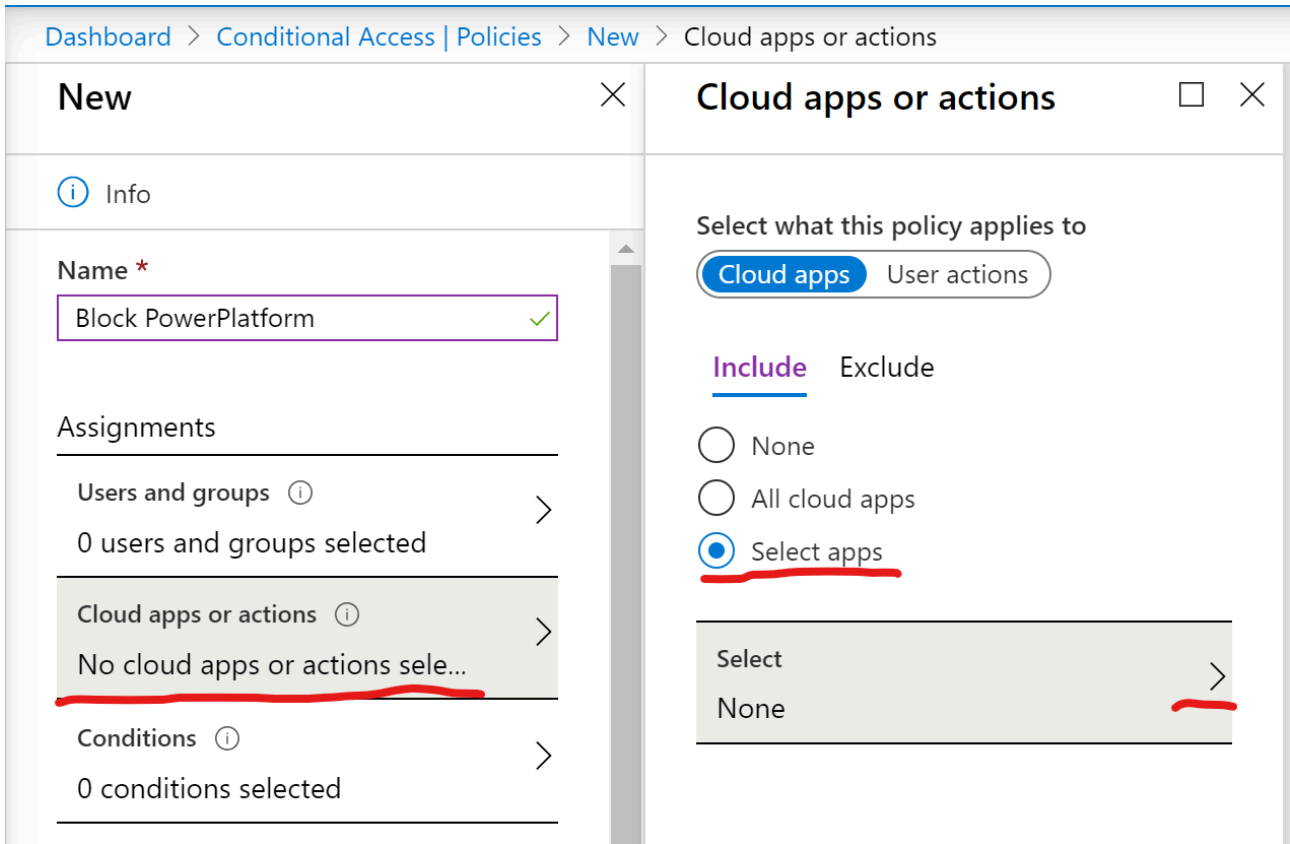 Dashboard > Conditional Access | Policies > New > Cloud apps or actions
New
Info
Name *
Block PowerPlatform
Assignments
Users and groups
0 users and groups selected
Cloud apps or actions
No cloud apps or actions sele...
Conditions
0 conditions selected
Cloud apps or actions
Select what this policy applies to
Cloud apps User actions
Include Exclude
None
All cloud apps
Select apps
Select
None